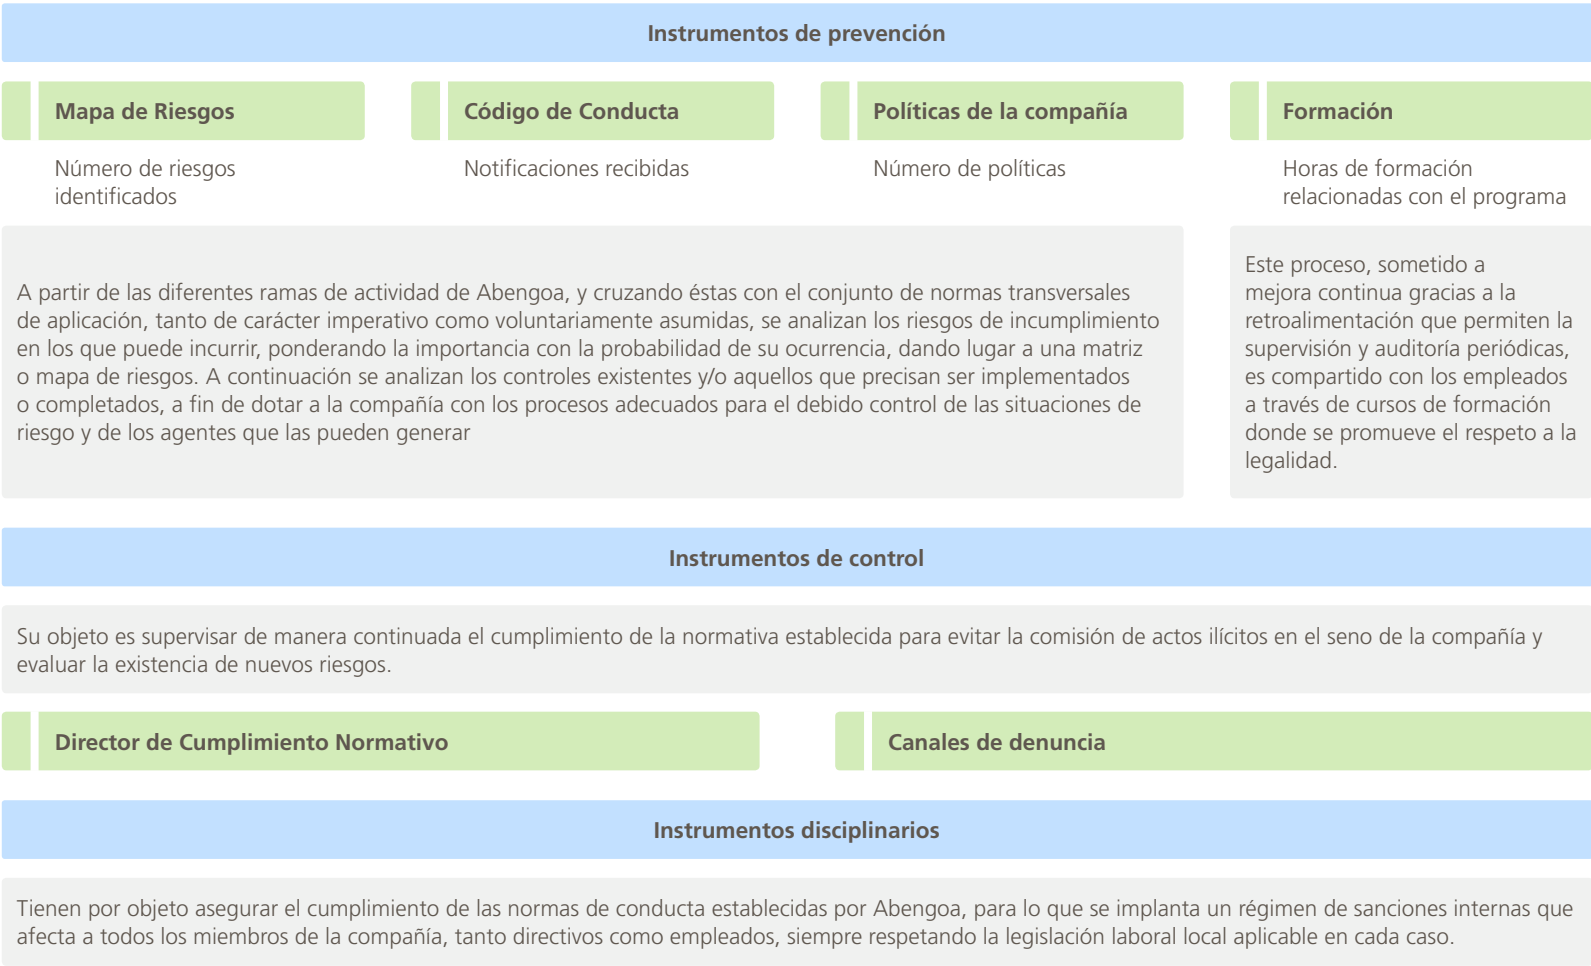 Instrumentos de prevención
Mapa de Riesgos
Número de riesgos
identificados
Código de Conducta
Notificaciones recibidas
Políticas de la compañía
Número de políticas
Formación
Horas de formación
relacionadas con el programa
A partir de las diferentes ramas de actividad de Abengoa, y cruzando éstas con el conjunto de normas transversales
de aplicación, tanto de carácter imperativo como voluntariamente asumidas, se analizan los riesgos de incumplimiento
en los que puede incurrir, ponderando la importancia con la probabilidad de su ocurrencia, dando lugar a una matriz
o mapa de riesgos. A continuación se analizan los controles existentes y/o aquellos que precisan ser implementados
o completados, a fin de dotar a la compañía con los procesos adecuados para el debido control de las situaciones de
riesgo y de los agentes que las pueden generar
Este proceso, sometido a
mejora continua gracias a la
retroalimentación que permiten la
supervisión y auditoría periódicas,
es compartido con los empleados
a través de cursos de formación
donde se promueve el respeto a la
legalidad.
Instrumentos de control
Su objeto es supervisar de manera continuada el cumplimiento de la normativa establecida para evitar la comisión de actos ilícitos en el seno de la compañía y
evaluar la existencia de nuevos riesgos.
Director de Cumplimiento Normativo
Canales de denuncia
Instrumentos disciplinarios
Tienen por objeto asegurar el cumplimiento de las normas de conducta establecidas por Abengoa, para lo que se implanta un régimen de sanciones internas que
afecta a todos los miembros de la compañía, tanto directivos como empleados, siempre respetando la legislación laboral local aplicable en cada caso.